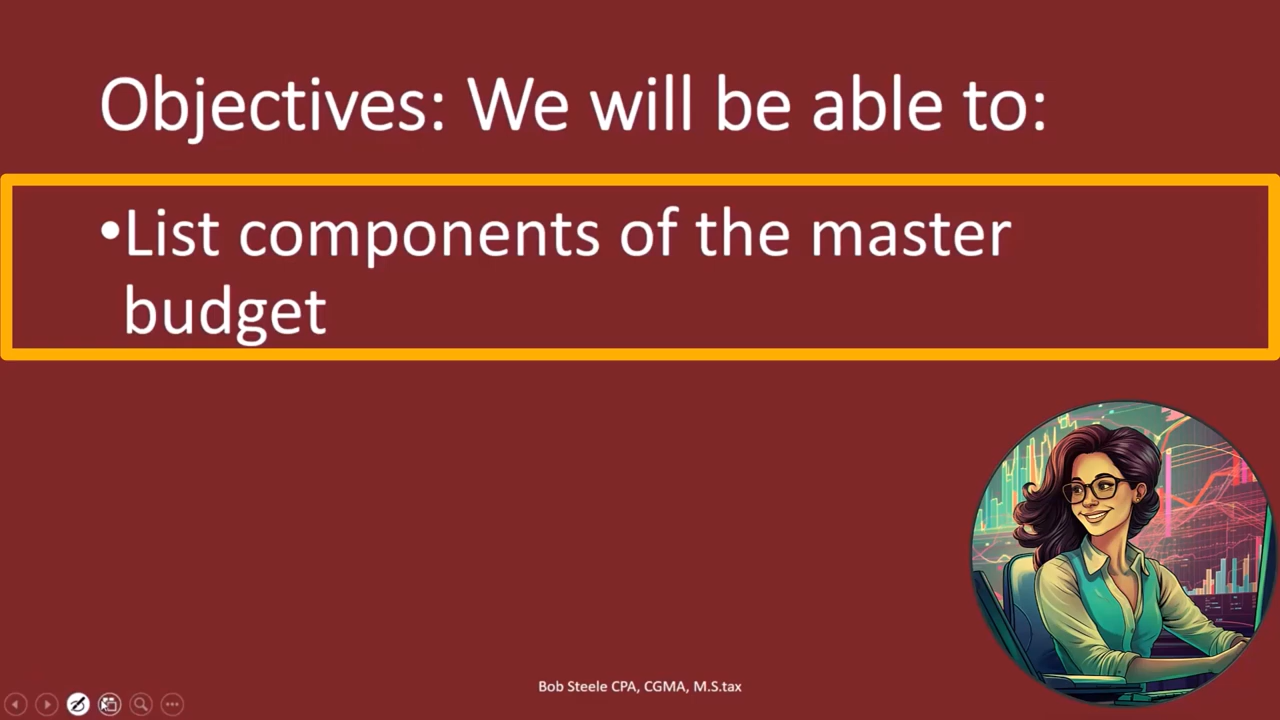 Objectives: We will be able to:
•List components of the master
budget
Bob Steele CPA, CGMA, M.S.tax